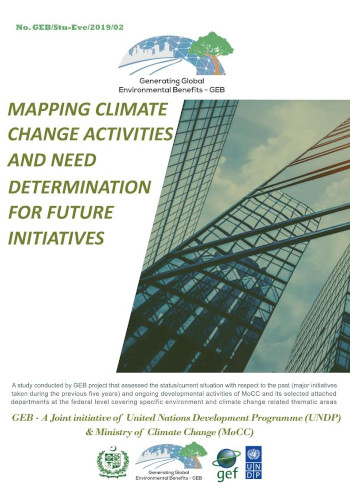 No. GEB/Stu-Eve/2019/02
Generating Global
Environmental Benefits - GEB
MAPPING CLIMATE
CHANGE ACTIVITIES
AND NEED
DETERMINATION
FOR FUTURE
INITIATIVES
A study conducted by GEB project that assessed the status/current situation with respect to the past (major initiatives
taken during the previous five years) and ongoing developmental activities of MoCC and its selected attached
departments at the federal level covering specific environment and climate change related thematic areas
GEB - A Joint initiative of United Nations Development Programme (UNDP)
& Ministry of Climate Change (MoCC)
Generating Global
Environmental Benefits - GEB
gef
U N
D P